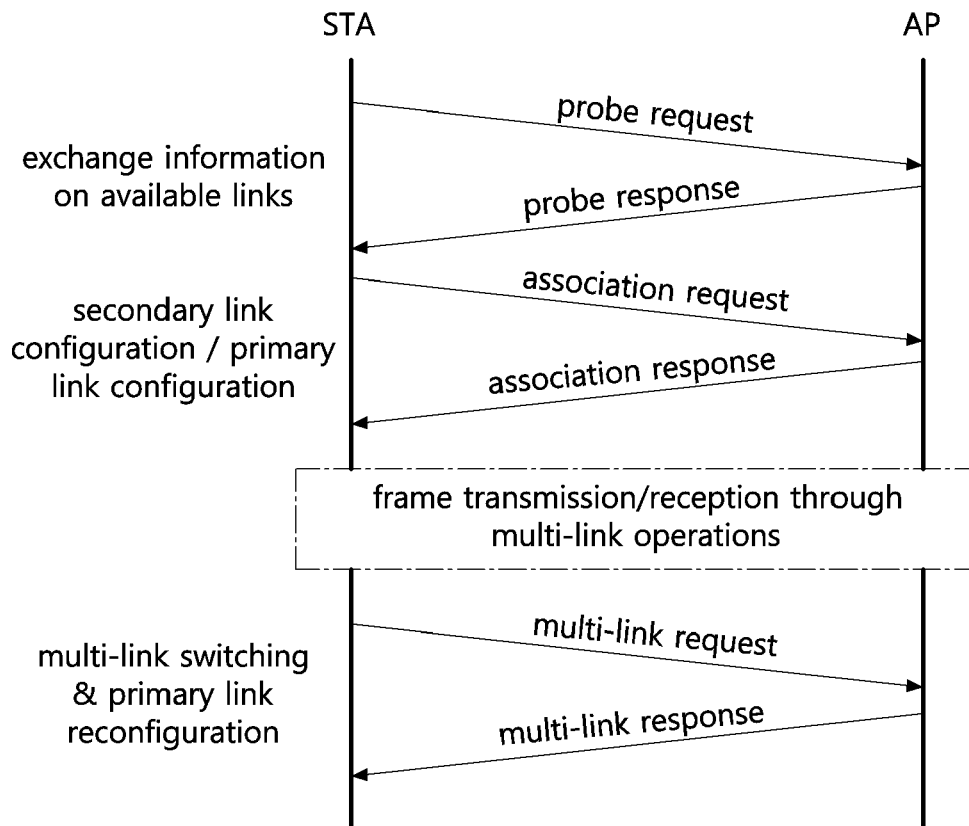 STA
AP
probe request
exchange information
on available links
probe response
association request
secondary link
configuration / primary
link configuration
association response
frame transmission/reception through
multi-link operations
multi-link request
multi-link switching
& primary link
reconfiguration
multi-link response